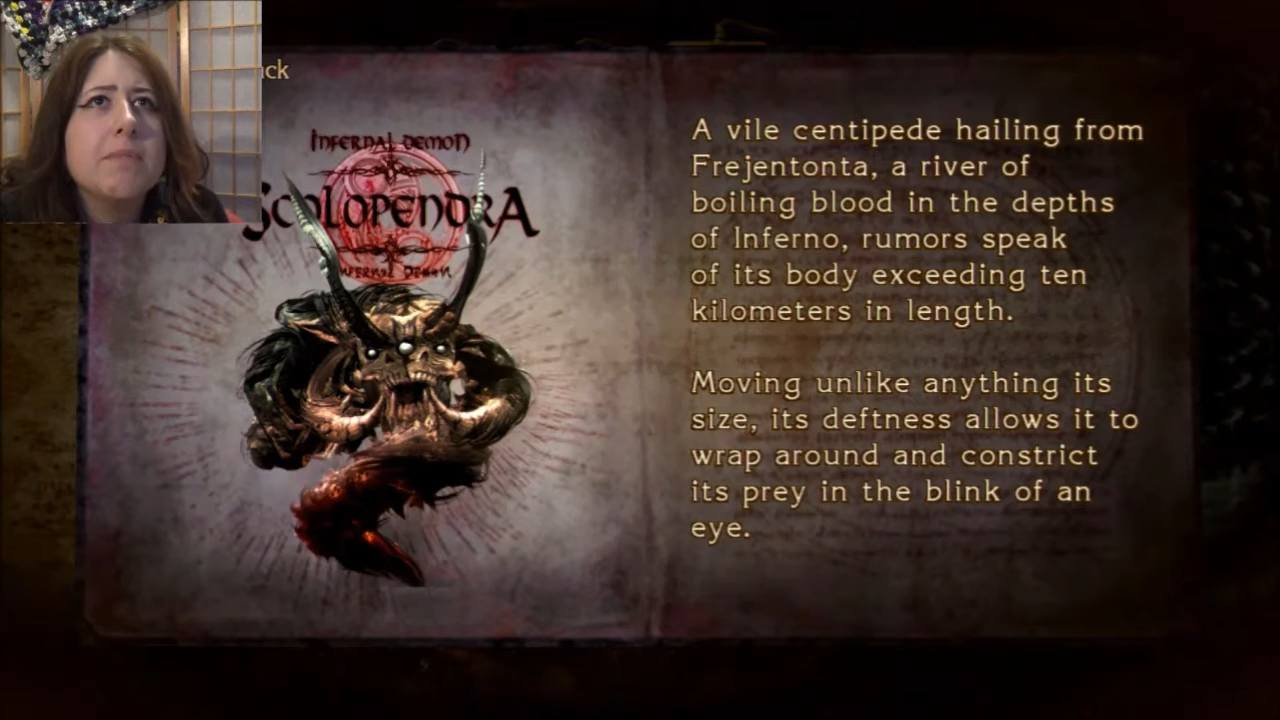 ck
INFERNAL DEMON
SCOLOPENDRA
INFERNAL DEMON
A vile centipede hailing from
Frejentonta, a river of
boiling blood in the depths
of Inferno, rumors speak
of its body exceeding ten
kilometers in length.
Moving unlike anything its
size, its deftness allows it to
wrap around and constrict
its prey in the blink of an
eye.